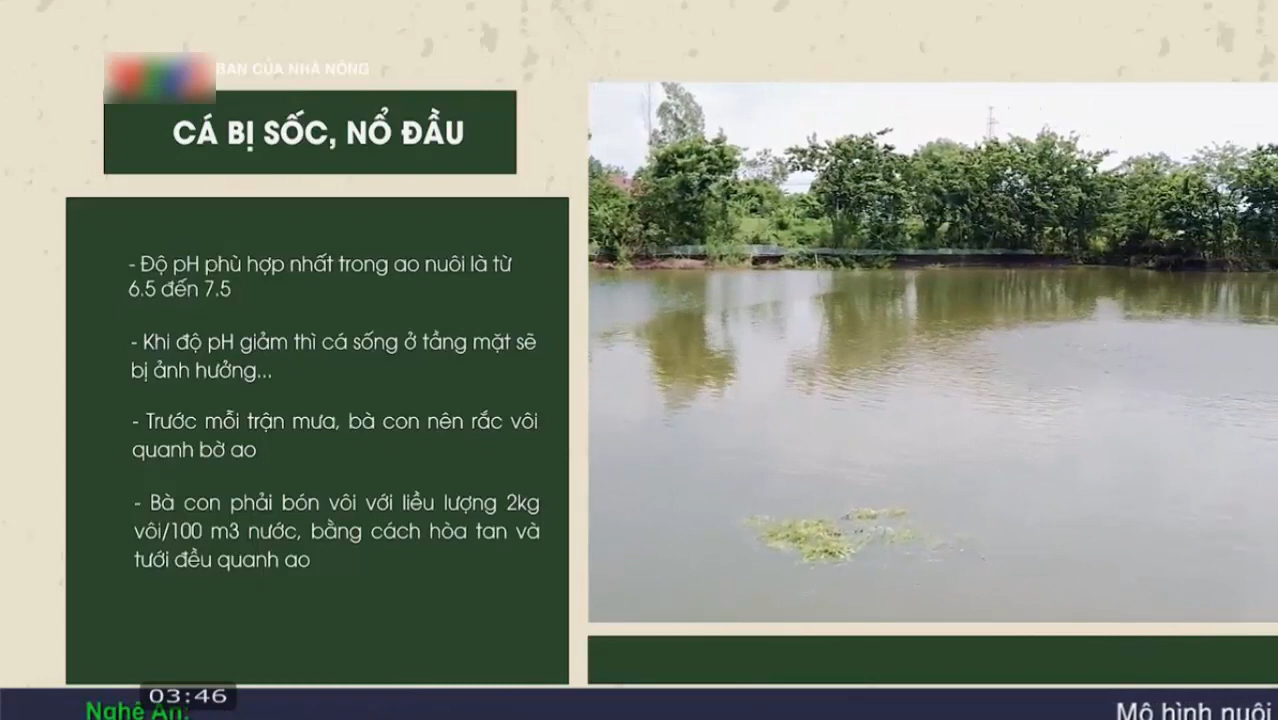 BẠN CỦA NHÀ NÔNG
CÁ BỊ SỐC, NỔ ĐẦU
- Độ pH phù hợp nhất trong ao nuôi là từ
6.5 đến 7.5
- Khi độ pH giảm thì cá sống ở tầng mặt sẽ
bị ảnh hưởng...
- Trước mỗi trận mưa, bà con nên rắc vôi
quanh bờ ao
- Bà con phải bón vôi với liều lượng 2kg
vôi/100 m3 nước, bằng cách hòa tan và
tưới đều quanh ao
03:46
Nghệ An:
Mô hình nuôi